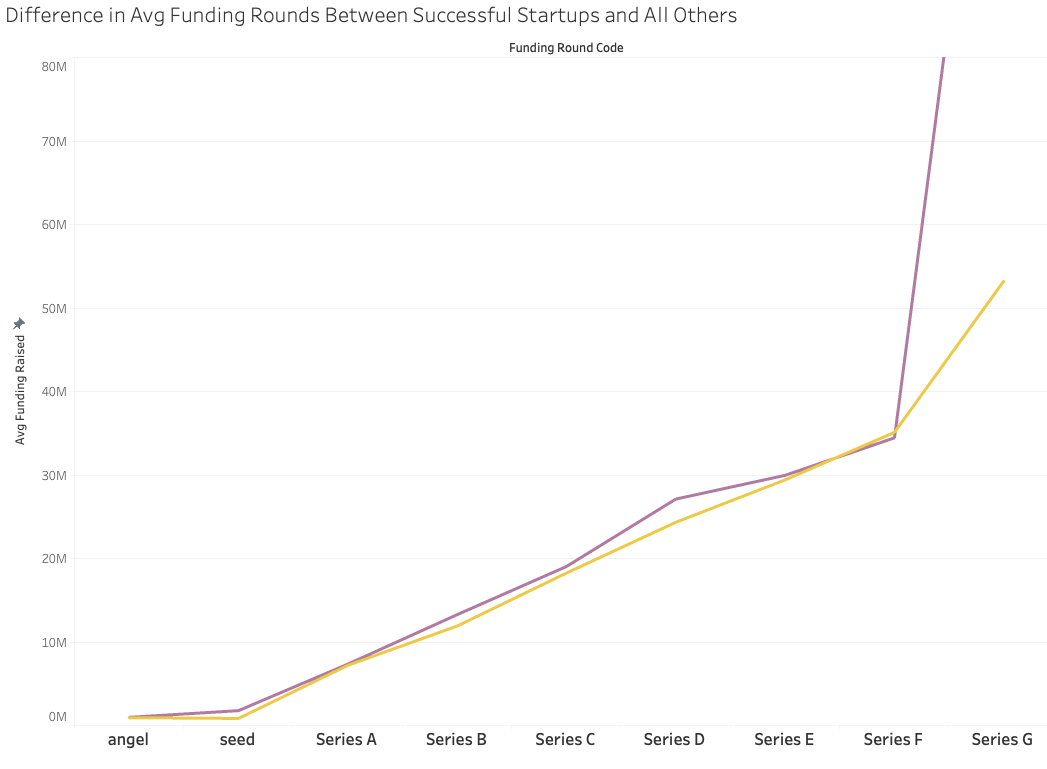 Difference in Avg Funding Rounds Between Successful Startups and All Others
Funding Round Code
80M
70M
60M
50M
40M
30M
20M
10M
0M
Avg Funding Raised
angel seed Series A Series B Series C Series D Series E Series F Series G